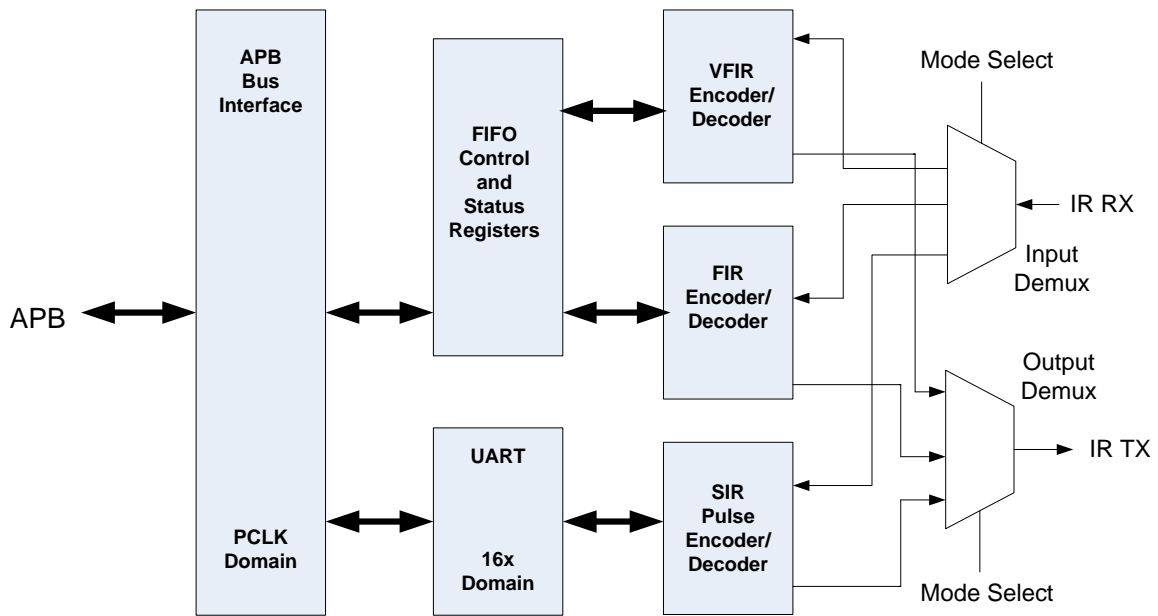 APB
APB
Bus
Interface
PCLK
Domain
FIFO
Control
and
Status
Registers
UART
16x
Domain
VFIR
Encoder/
Decoder
FIR
Encoder/
Decoder
SIR
Pulse
Encoder/
Decoder
Mode Select
IR RX
Input
Demux
Output
Demux
IR TX
Mode Select